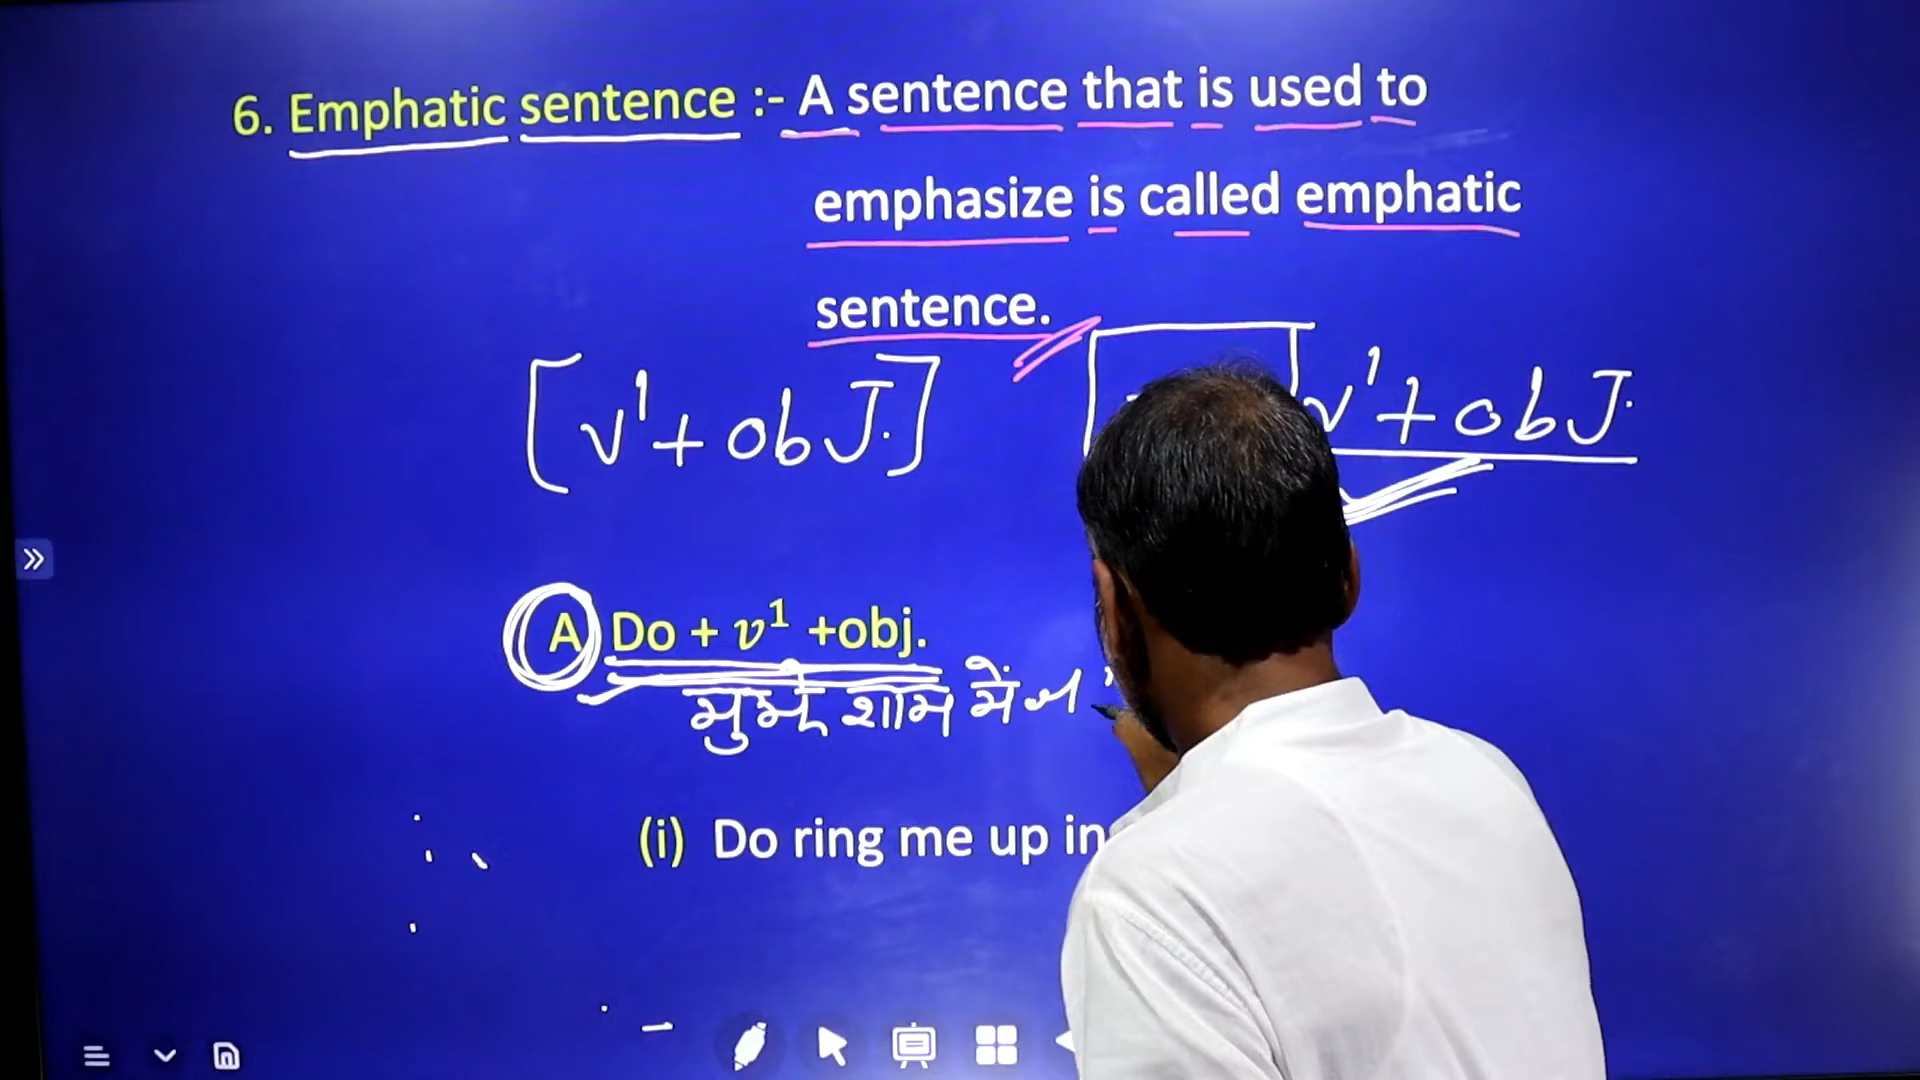 6. Emphatic sentence :- A sentence that is used to
emphasize is called emphatic
sentence.
[v¹+obJ.]
v¹+obJ.
A Do + v¹ +obj.
मुझे शाम में
(i) Do ring me up in